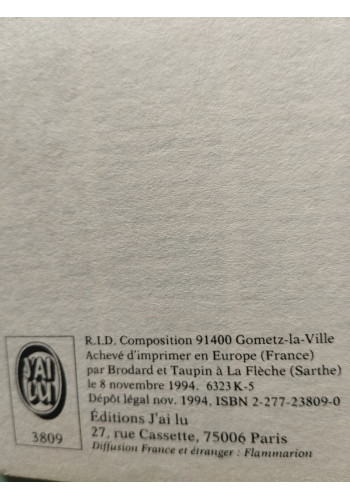 R.I.D. Composition 91400 Gometz-la-Ville
Achevé d'imprimer en Europe (France)
par Brodard et Taupin à La Flèche (Sarthe)
le 8 novembre 1994. 6323 K-5
Dépôt légal nov. 1994. ISBN 2-277-23809-0
Éditions J'ai lu
27, rue Cassette, 75006 Paris
Diffusion France et étranger : Flammarion
J'AI
LU
3809